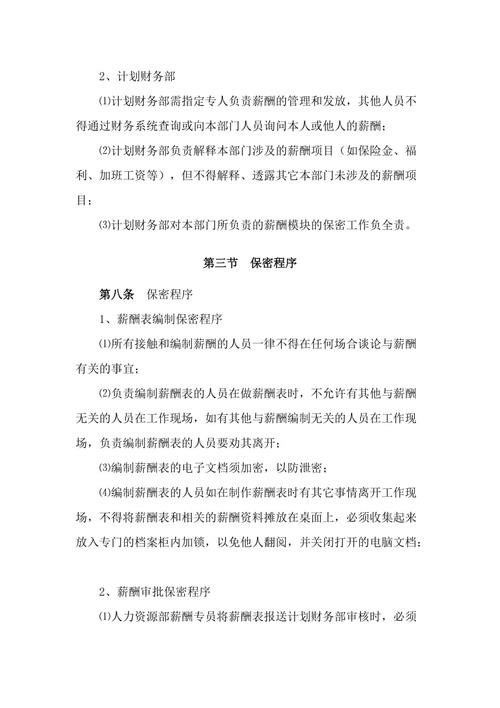 2、计划财务部
⑴计划财务部需指定专人负责薪酬的管理和发放，其他人员不
得通过财务系统查询或向本部门人员询问本人或他人的薪酬；
⑵计划财务部负责解释本部门涉及的薪酬项目（如保险金、福
利、加班工资等），但不得解释、透露其它本部门未涉及的薪酬项
目；
⑶计划财务部对本部门所负责的薪酬模块的保密工作负全责。
第三节　保密程序
第八条　保密程序
1、薪酬表编制保密程序
⑴所有接触和编制薪酬的人员一律不得在任何场合谈论与薪酬
有关的事宜；
⑵负责编制薪酬表的人员在做薪酬表时，不允许有其他与薪酬
无关的人员在工作现场，如有其他与薪酬编制无关的人员在工作现
场，负责编制薪酬表的人员要劝其离开；
⑶编制薪酬表的电子文档须加密，以防泄密；
⑷编制薪酬表的人员如在制作薪酬表时有其它事情离开工作现
场，不得将薪酬表和相关的薪酬资料摊放在桌面上，必须收集起来
放入专门的档案柜内加锁，以免他人翻阅，并关闭打开的电脑文档；
2、薪酬审批保密程序
⑴人力资源部薪酬专员将薪酬表报送计划财务部审核时，必须